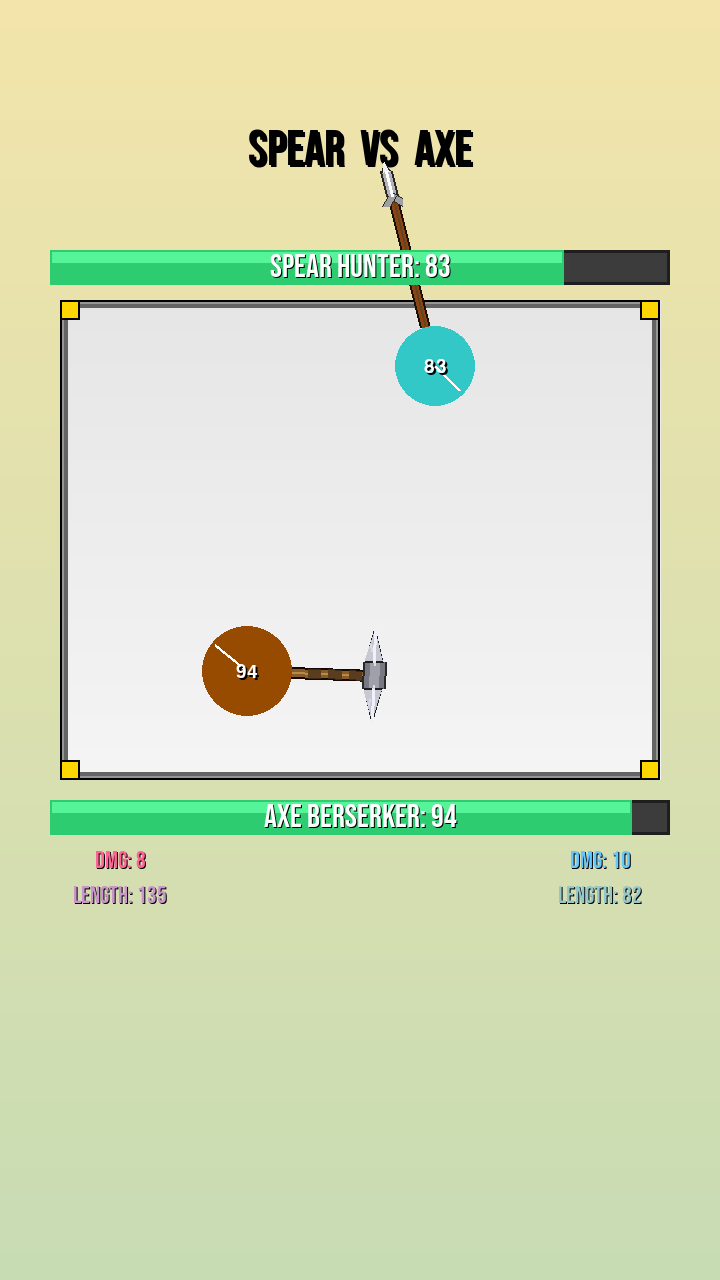 SPEAR VS AXE
SPEAR HUNTER: 83
83
94
AXE BERSERKER: 94
DMG: 8
DMG: 10
LENGTH: 135
LENGTH: 82